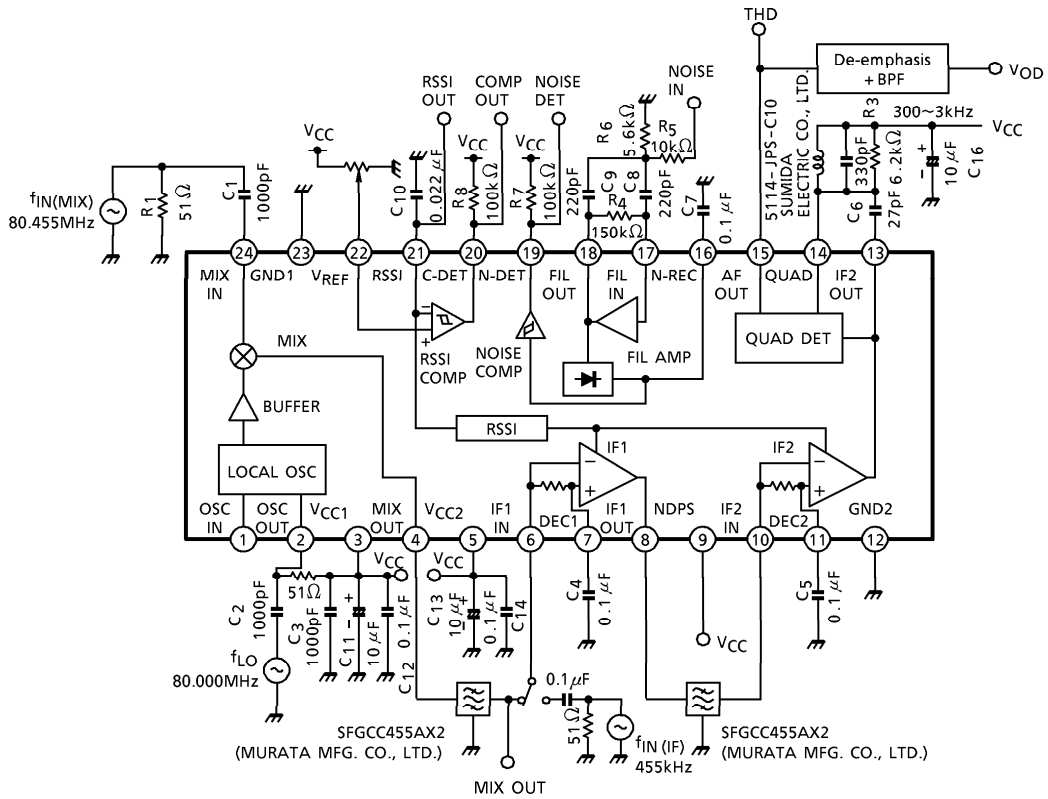 THD
De-emphasis
+ BPF
VOD
5114-JPS-C10
SUMIDA
ELECTRIC CO., LTD.
R3
300~3kHz
VCC
330pF
6.2kΩ
+
−
10μF
C16
C6
27pF
RSSI
OUT
COMP
OUT
NOISE
DET
NOISE
IN
VCC
C10
0.022μF
VCC
R8
100kΩ
VCC
R7
100kΩ
R6
5.6kΩ
R5
10kΩ
220pF
C9
C8
220pF
R4
150kΩ
C7
0.1μF
fIN(MIX)
80.455MHz
R1
51Ω
C1
1000pF
24
23
22
21
20
19
18
17
16
15
14
13
MIX
IN
GND1
VREF
RSSI
C-DET
N-DET
FIL
OUT
FIL
IN
N-REC
AF
OUT
QUAD
IF2
OUT
MIX
−
+
RSSI
COMP
NOISE
COMP
FIL AMP
QUAD DET
BUFFER
RSSI
LOCAL OSC
IF1
−
+
IF2
−
+
OSC
IN
OSC
OUT
VCC1
MIX
OUT
VCC2
IF1
IN
DEC1
IF1
OUT
NDPS
IF2
IN
DEC2
GND2
1
2
3
4
5
6
7
8
9
10
11
12
C2
1000pF
51Ω
C3
1000pF
C11
+
−
10μF
VCC
0.1μF
C12
VCC
C13
10μF
+
−
0.1μF
C14
C4
0.1μF
VCC
C5
0.1μF
fLO
80.000MHz
SFGCC455AX2
(MURATA MFG. CO., LTD.)
0.1μF
51Ω
fIN (IF)
455kHz
SFGCC455AX2
(MURATA MFG. CO., LTD.)
MIX OUT